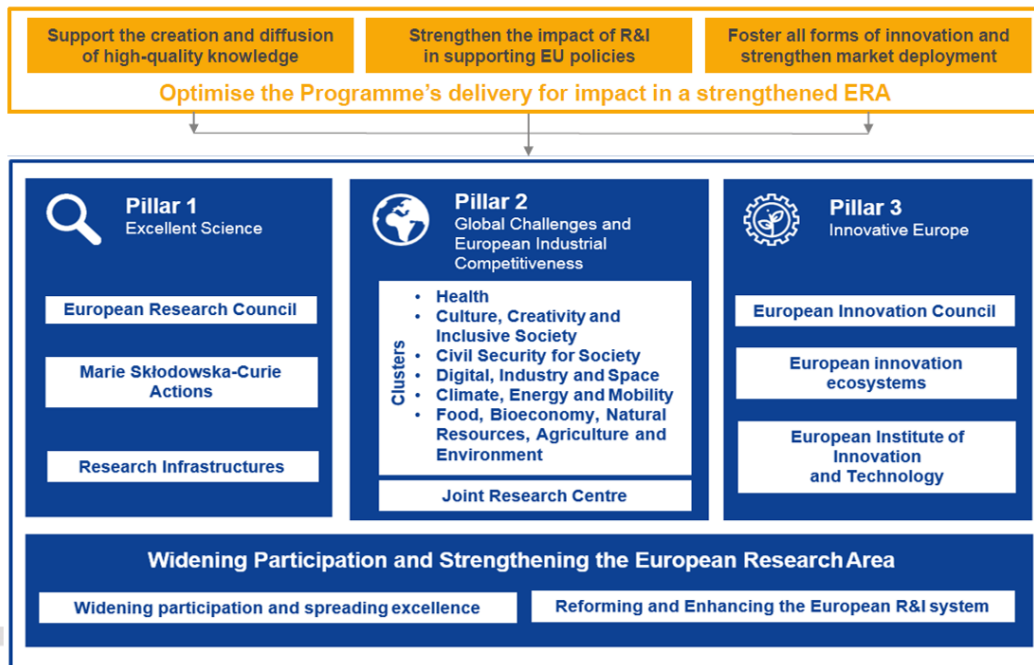 Support the creation and diffusion
of high-quality knowledge
Strengthen the impact of R&I
in supporting EU policies
Foster all forms of innovation and
strengthen market deployment
Optimise the Programme's delivery for impact in a strengthened ERA
Pillar 1
Excellent Science
European Research Council
Marie Skłodowska-Curie
Actions
Research Infrastructures
Pillar 2
Global Challenges and
European Industrial
Competitiveness
Clusters
• Health
• Culture, Creativity and
Inclusive Society
• Civil Security for Society
• Digital, Industry and Space
• Climate, Energy and Mobility
• Food, Bioeconomy, Natural
Resources, Agriculture and
Environment
Joint Research Centre
Pillar 3
Innovative Europe
European Innovation Council
European innovation
ecosystems
European Institute of
Innovation
and Technology
Widening Participation and Strengthening the European Research Area
Widening participation and spreading excellence
Reforming and Enhancing the European R&I system